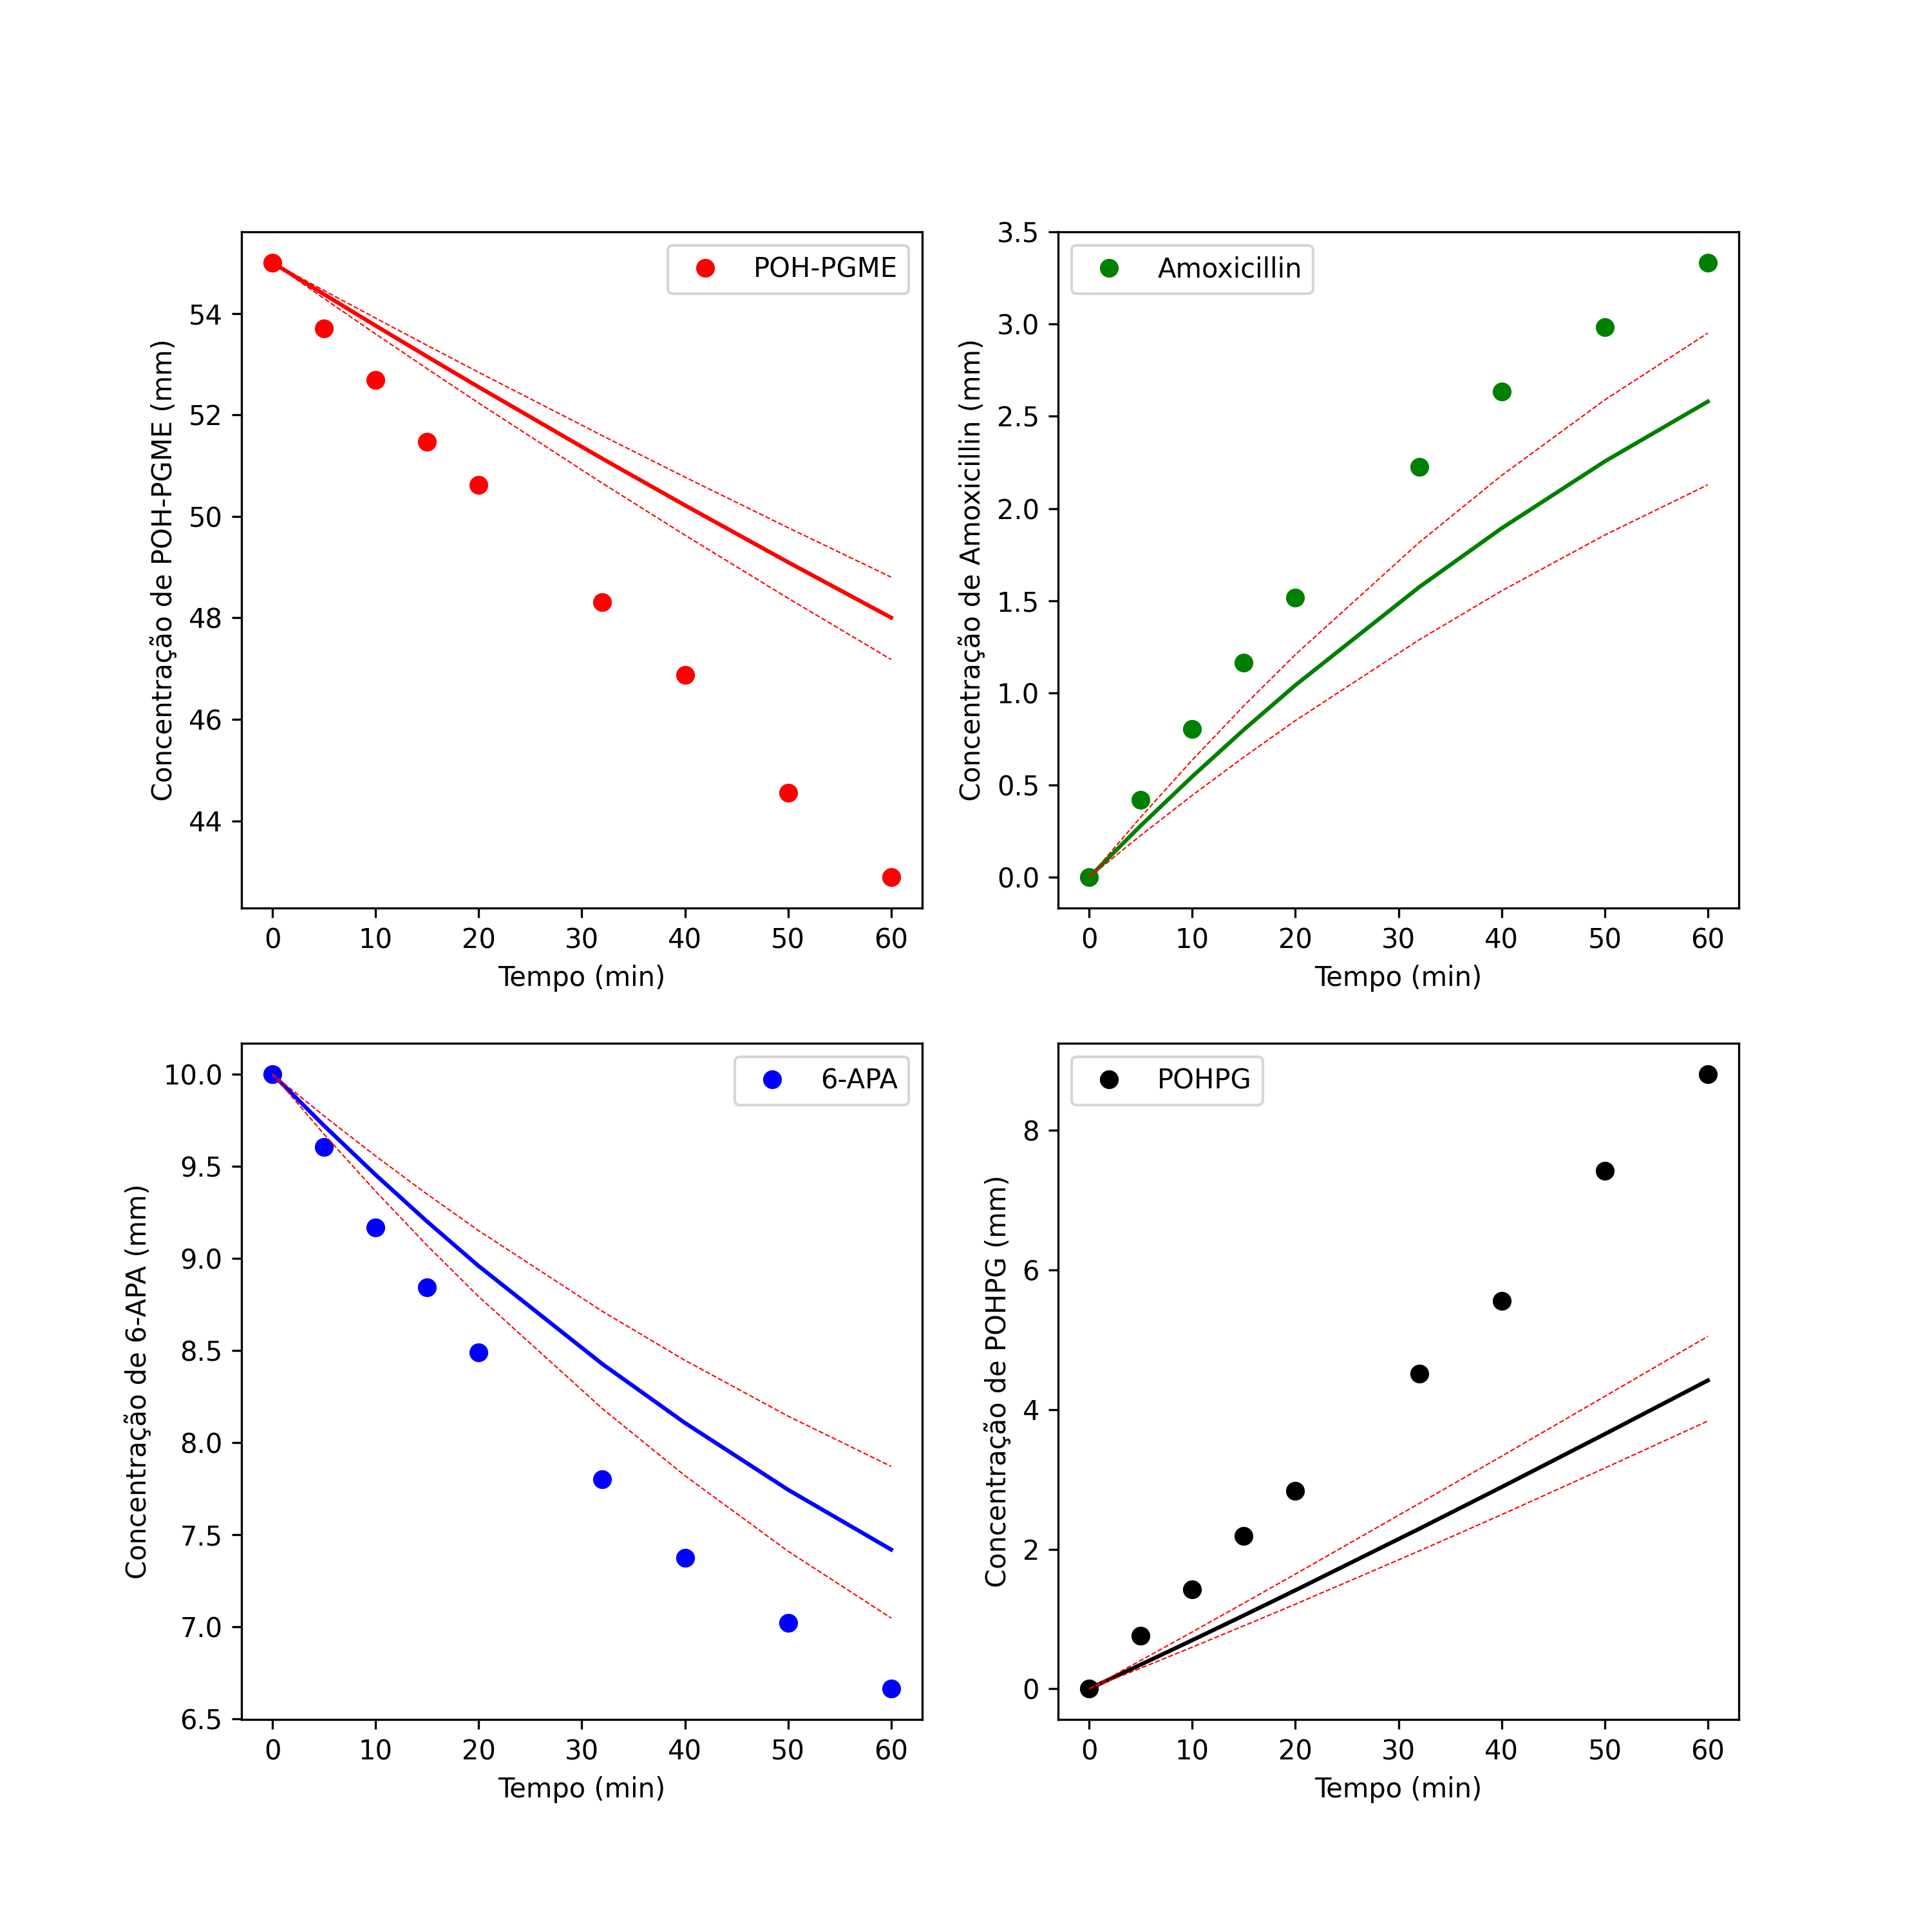 POH-PGME
54
52
50
48
46
44
Concentração de POH-PGME (mm)
0 10 20 30 40 50 60
Tempo (min)
Amoxicillin
3.5
3.0
2.5
2.0
1.5
1.0
0.5
0.0
Concentração de Amoxicillin (mm)
0 10 20 30 40 50 60
Tempo (min)
6-APA
10.0
9.5
9.0
8.5
8.0
7.5
7.0
6.5
Concentração de 6-APA (mm)
0 10 20 30 40 50 60
Tempo (min)
POHPG
8
6
4
2
0
Concentração de POHPG (mm)
0 10 20 30 40 50 60
Tempo (min)